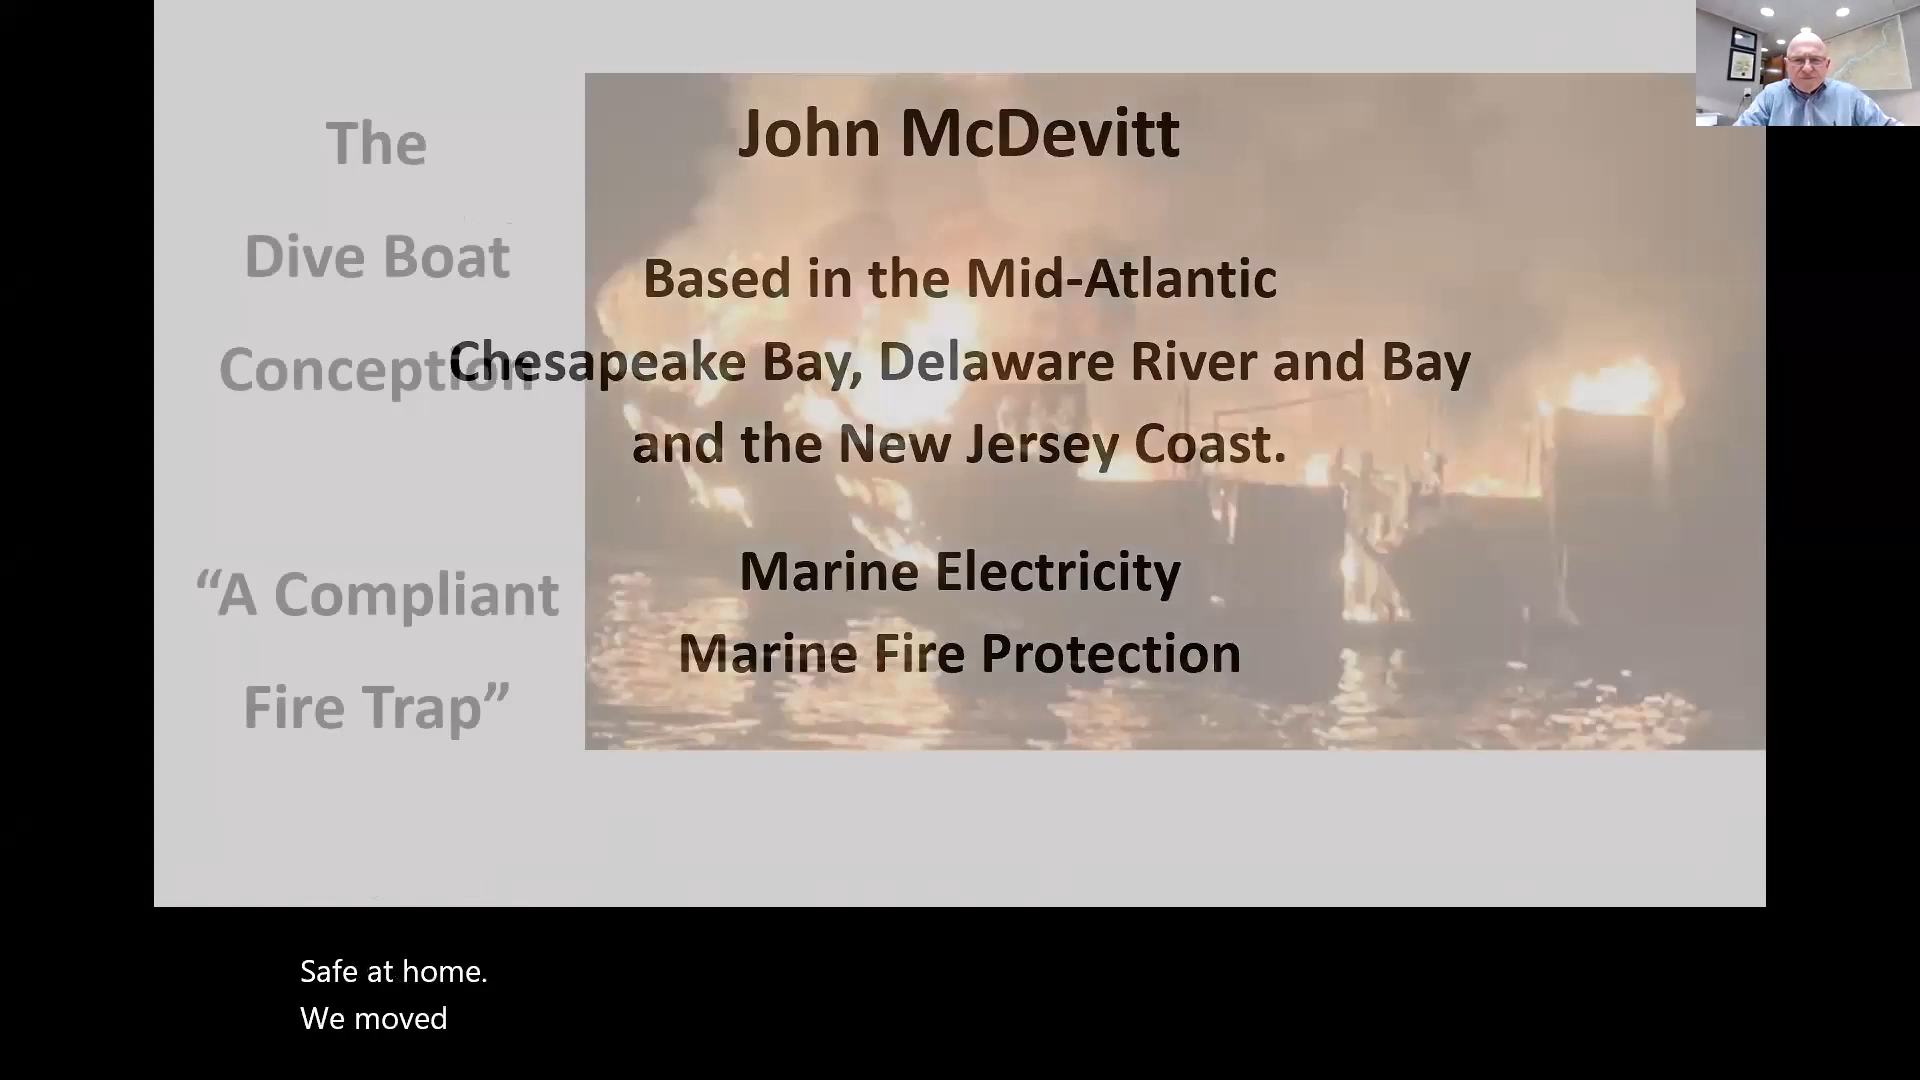 The
Dive Boat
Conception
“A Compliant
Fire Trap”
John McDevitt
Based in the Mid-Atlantic
Chesapeake Bay, Delaware River and Bay
and the New Jersey Coast.
Marine Electricity
Marine Fire Protection
Safe at home.
We moved